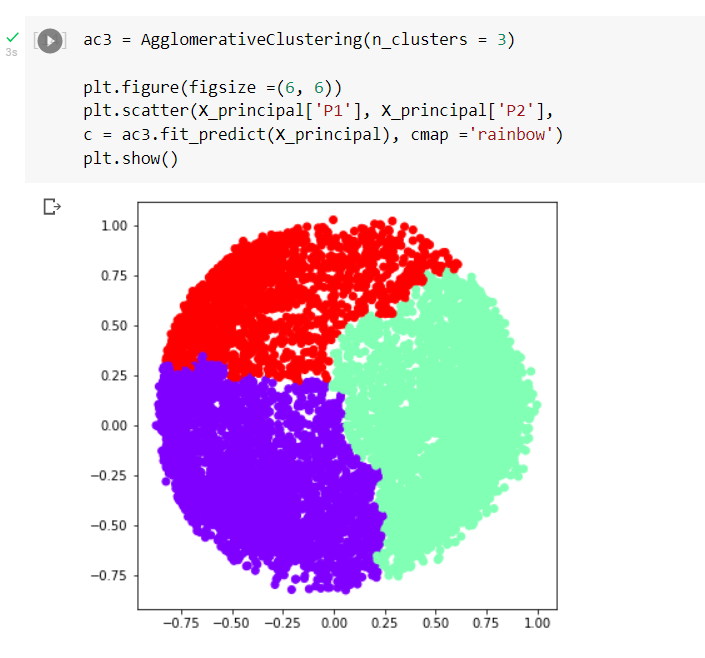 ac3 = AgglomerativeClustering(n_clusters = 3)
3s
plt.figure(figsize =(6, 6))
plt.scatter(X_principal['P1'], X_principal['P2'],
c = ac3.fit_predict(X_principal), cmap ='rainbow')
plt.show()
1.00
0.75
0.50
0.25
0.00
−0.25
−0.50
−0.75
−0.75 −0.50 −0.25 0.00 0.25 0.50 0.75 1.00